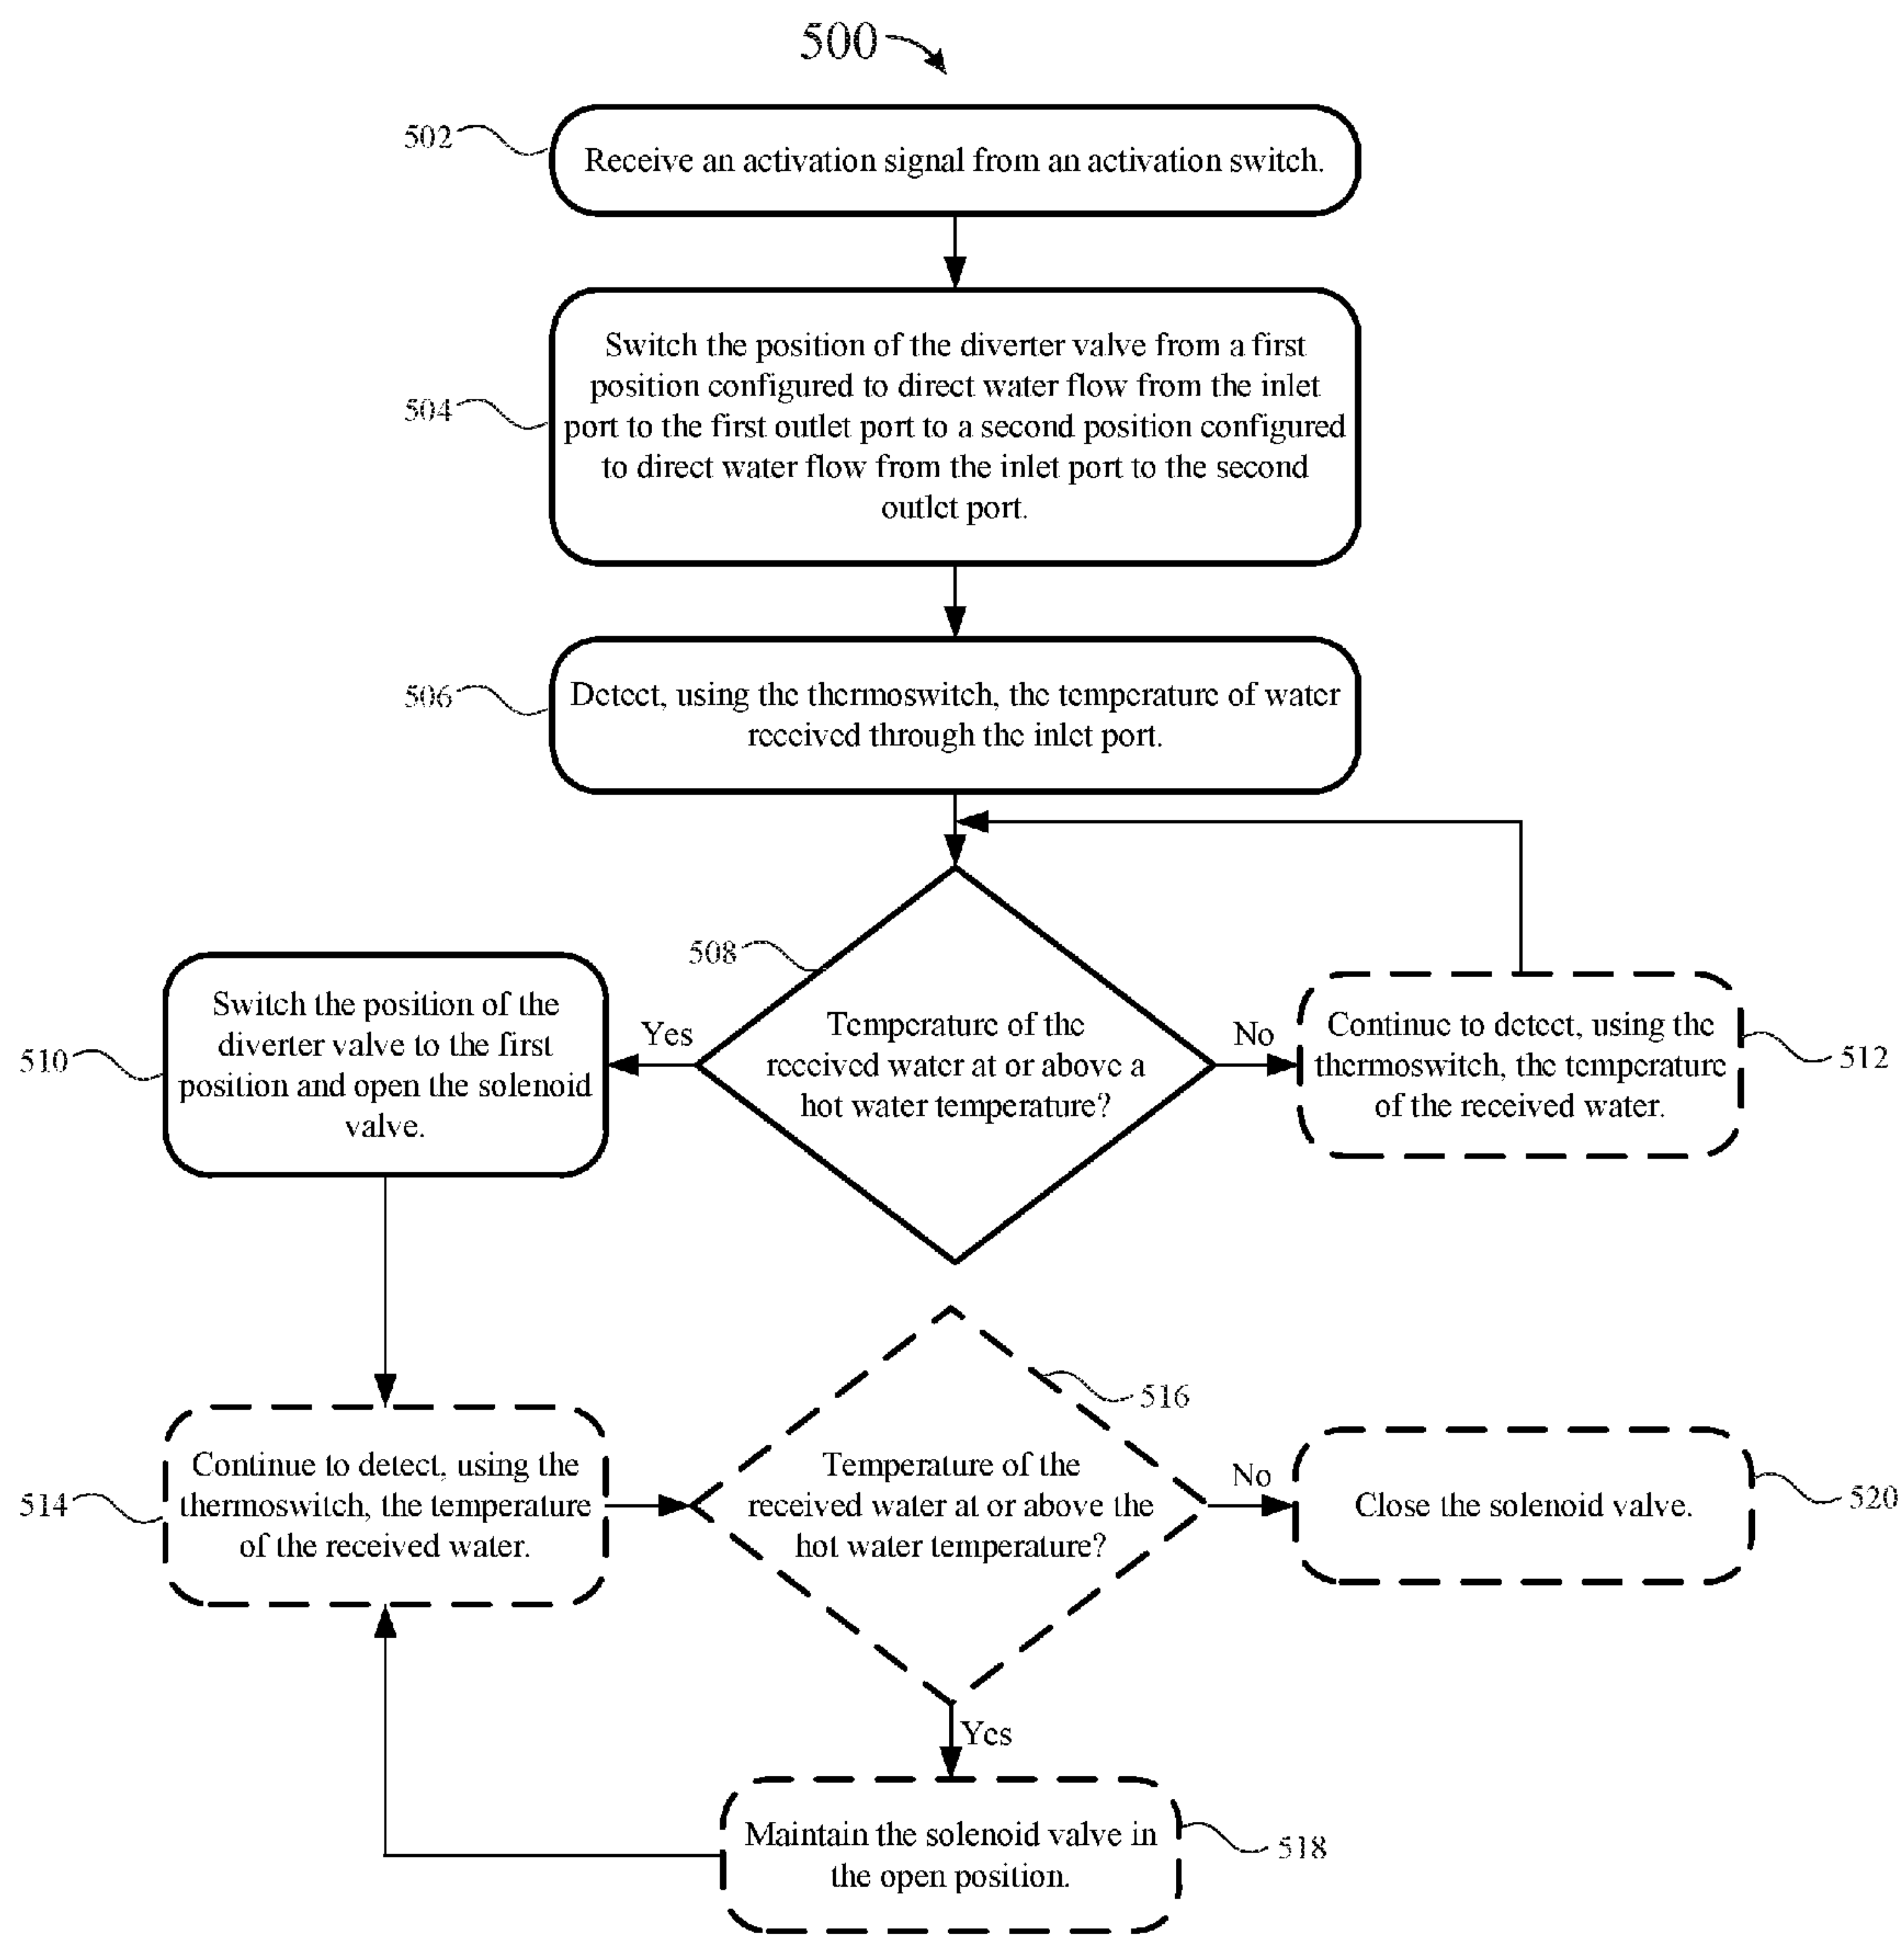 500
502
Receive an activation signal from an activation switch.
504
Switch the position of the diverter valve from a first
position configured to direct water flow from the inlet
port to the first outlet port to a second position configured
to direct water flow from the inlet port to the second
outlet port.
506
Detect, using the thermoswitch, the temperature of water
received through the inlet port.
508
Temperature of the
received water at or above a
hot water temperature?
Yes
No
510
Switch the position of the
diverter valve to the first
position and open the solenoid
valve.
Continue to detect, using the
thermoswitch, the temperature
of the received water.
512
514
Continue to detect, using the
thermoswitch, the temperature
of the received water.
516
Temperature of the
received water at or above the
hot water temperature?
No
Close the solenoid valve.
520
Yes
Maintain the solenoid valve in
the open position.
518